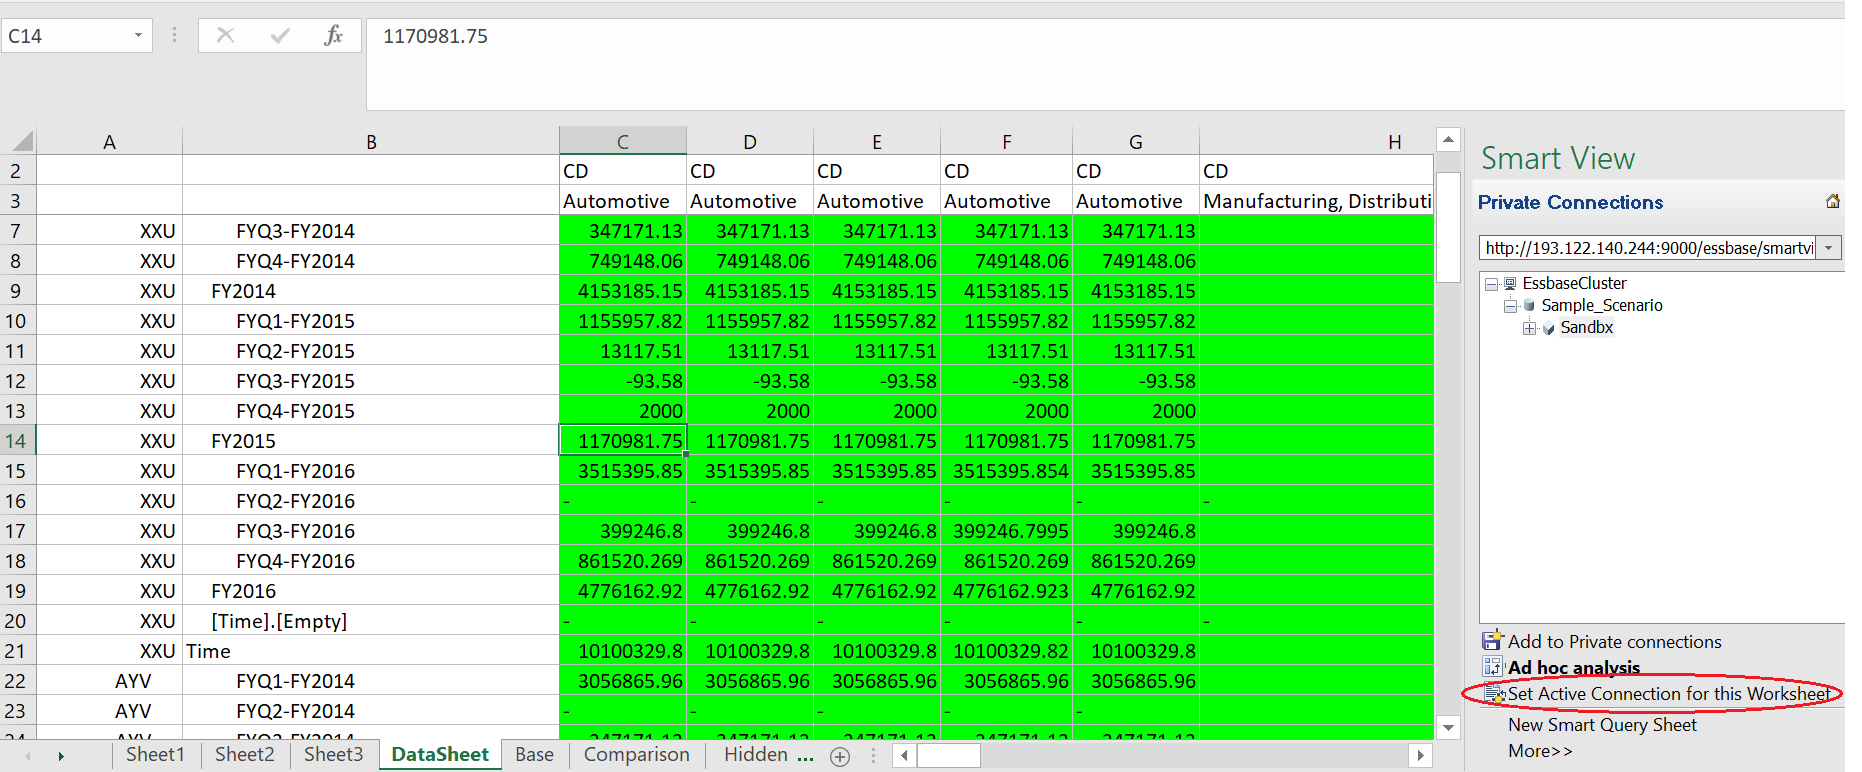 C14 fx 1170981.75
A B C D E F G H
2 CD CD CD CD CD CD
3 Automotive Automotive Automotive Automotive Automotive Manufacturing, Distributi
7 XXU FYQ3-FY2014 347171.13 347171.13 347171.13 347171.13 347171.13
8 XXU FYQ4-FY2014 749148.06 749148.06 749148.06 749148.06 749148.06
9 XXU FY2014 4153185.15 4153185.15 4153185.15 4153185.15 4153185.15
10 XXU FYQ1-FY2015 1155957.82 1155957.82 1155957.82 1155957.82 1155957.82
11 XXU FYQ2-FY2015 13117.51 13117.51 13117.51 13117.51 13117.51
12 XXU FYQ3-FY2015 -93.58 -93.58 -93.58 -93.58 -93.58
13 XXU FYQ4-FY2015 2000 2000 2000 2000 2000
14 XXU FY2015 1170981.75 1170981.75 1170981.75 1170981.75 1170981.75
15 XXU FYQ1-FY2016 3515395.85 3515395.85 3515395.85 3515395.854 3515395.85
16 XXU FYQ2-FY2016 - - - - - -
17 XXU FYQ3-FY2016 399246.8 399246.8 399246.8 399246.7995 399246.8
18 XXU FYQ4-FY2016 861520.269 861520.269 861520.269 861520.269 861520.269
19 XXU FY2016 4776162.92 4776162.92 4776162.92 4776162.923 4776162.92
20 XXU [Time].[Empty] - - - - - -
21 XXU Time 10100329.8 10100329.8 10100329.8 10100329.82 10100329.8
22 AYV FYQ1-FY2014 3056865.96 3056865.96 3056865.96 3056865.96 3056865.96
23 AYV FYQ2-FY2014 - - - - -
Sheet1 Sheet2 Sheet3 DataSheet Base Comparison Hidden ...
Smart View
Private Connections
http://193.122.140.244:9000/essbase/smartvi
EssbaseCluster
Sample_Scenario
Sandbx
Add to Private connections
Ad hoc analysis
Set Active Connection for this Worksheet
New Smart Query Sheet
More>>